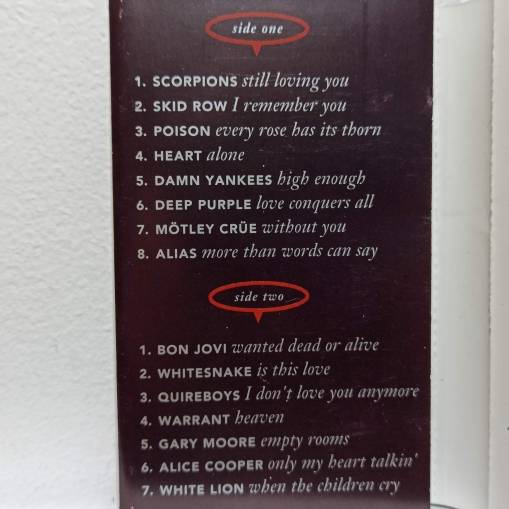 side one
1. SCORPIONS still loving you
2. SKID ROW I remember you
3. POISON every rose has its thorn
4. HEART alone
5. DAMN YANKEES high enough
6. DEEP PURPLE love conquers all
7. MÖTLEY CRÜE without you
8. ALIAS more than words can say
side two
1. BON JOVI wanted dead or alive
2. WHITESNAKE is this love
3. QUIREBOYS I don't love you anymore
4. WARRANT heaven
5. GARY MOORE empty rooms
6. ALICE COOPER only my heart talkin'
7. WHITE LION when the children cry